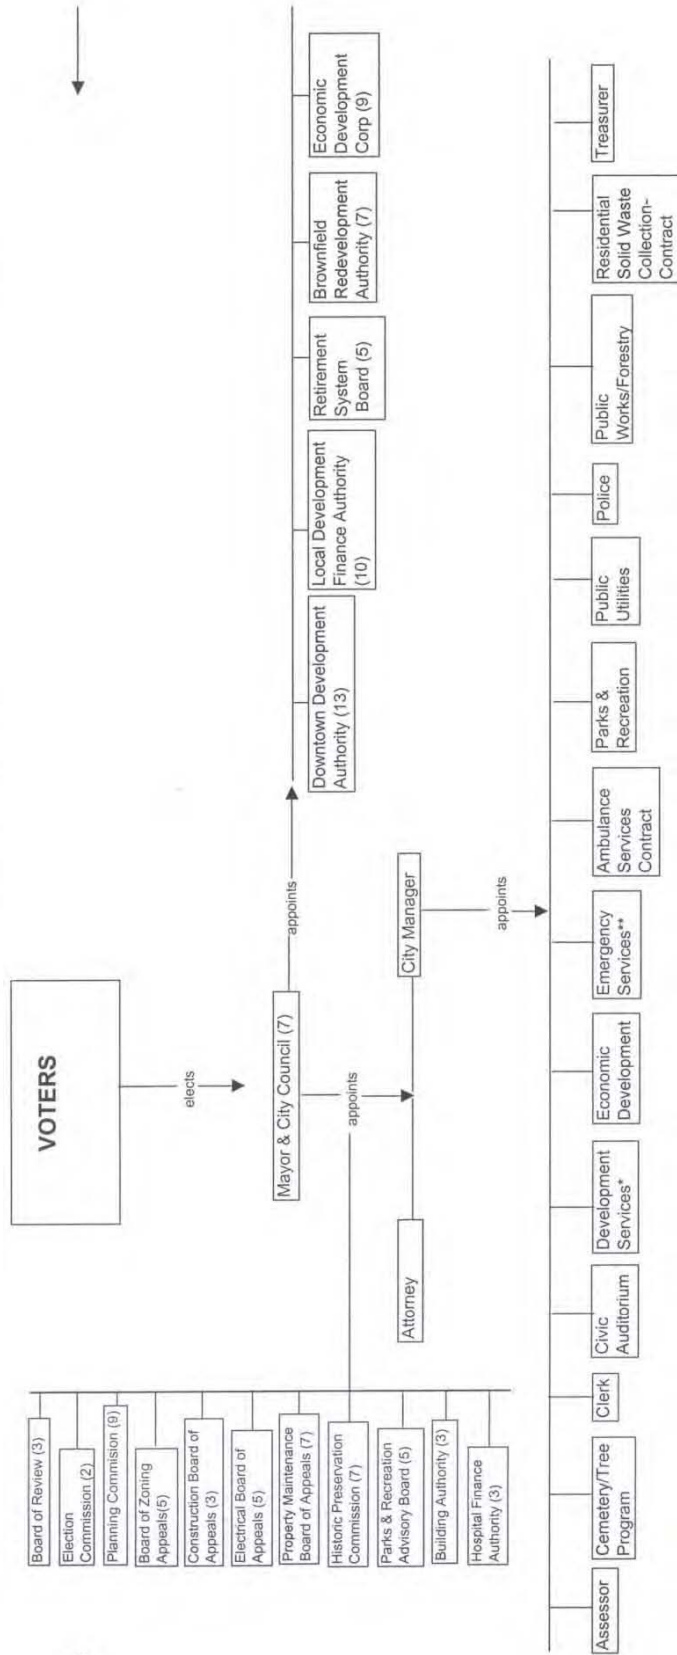 VOTERS
elects
Mayor & City Council (7)
appoints
appoints
Board of Review (3)
Election
Commission (2)
Planning Commision (9)
Board of Zoning
Appeals(5)
Construction Board of
Appeals (3)
Electrical Board of
Appeals (5)
Property Maintenance
Board of Appeals (7)
Historic Preservation
Commission (7)
Parks & Recreation
Advisory Board (5)
Building Authority (3)
Hospital Finance
Authority (3)
Downtown Development
Authority (13)
Local Development
Finance Authority
(10)
Retirement
System
Board (5)
Brownfield
Redevelopment
Authority (7)
Economic
Development
Corp (9)
Attorney
City Manager
appoints
Assessor
Cemetery/Tree
Program
Clerk
Civic
Auditorium
Development
Services*
Economic
Development
Emergency
Services**
Ambulance
Services
Contract
Parks &
Recreation
Public
Utilities
Police
Public
Works/Forestry
Residential
Solid Waste
Collection-
Contract
Treasurer